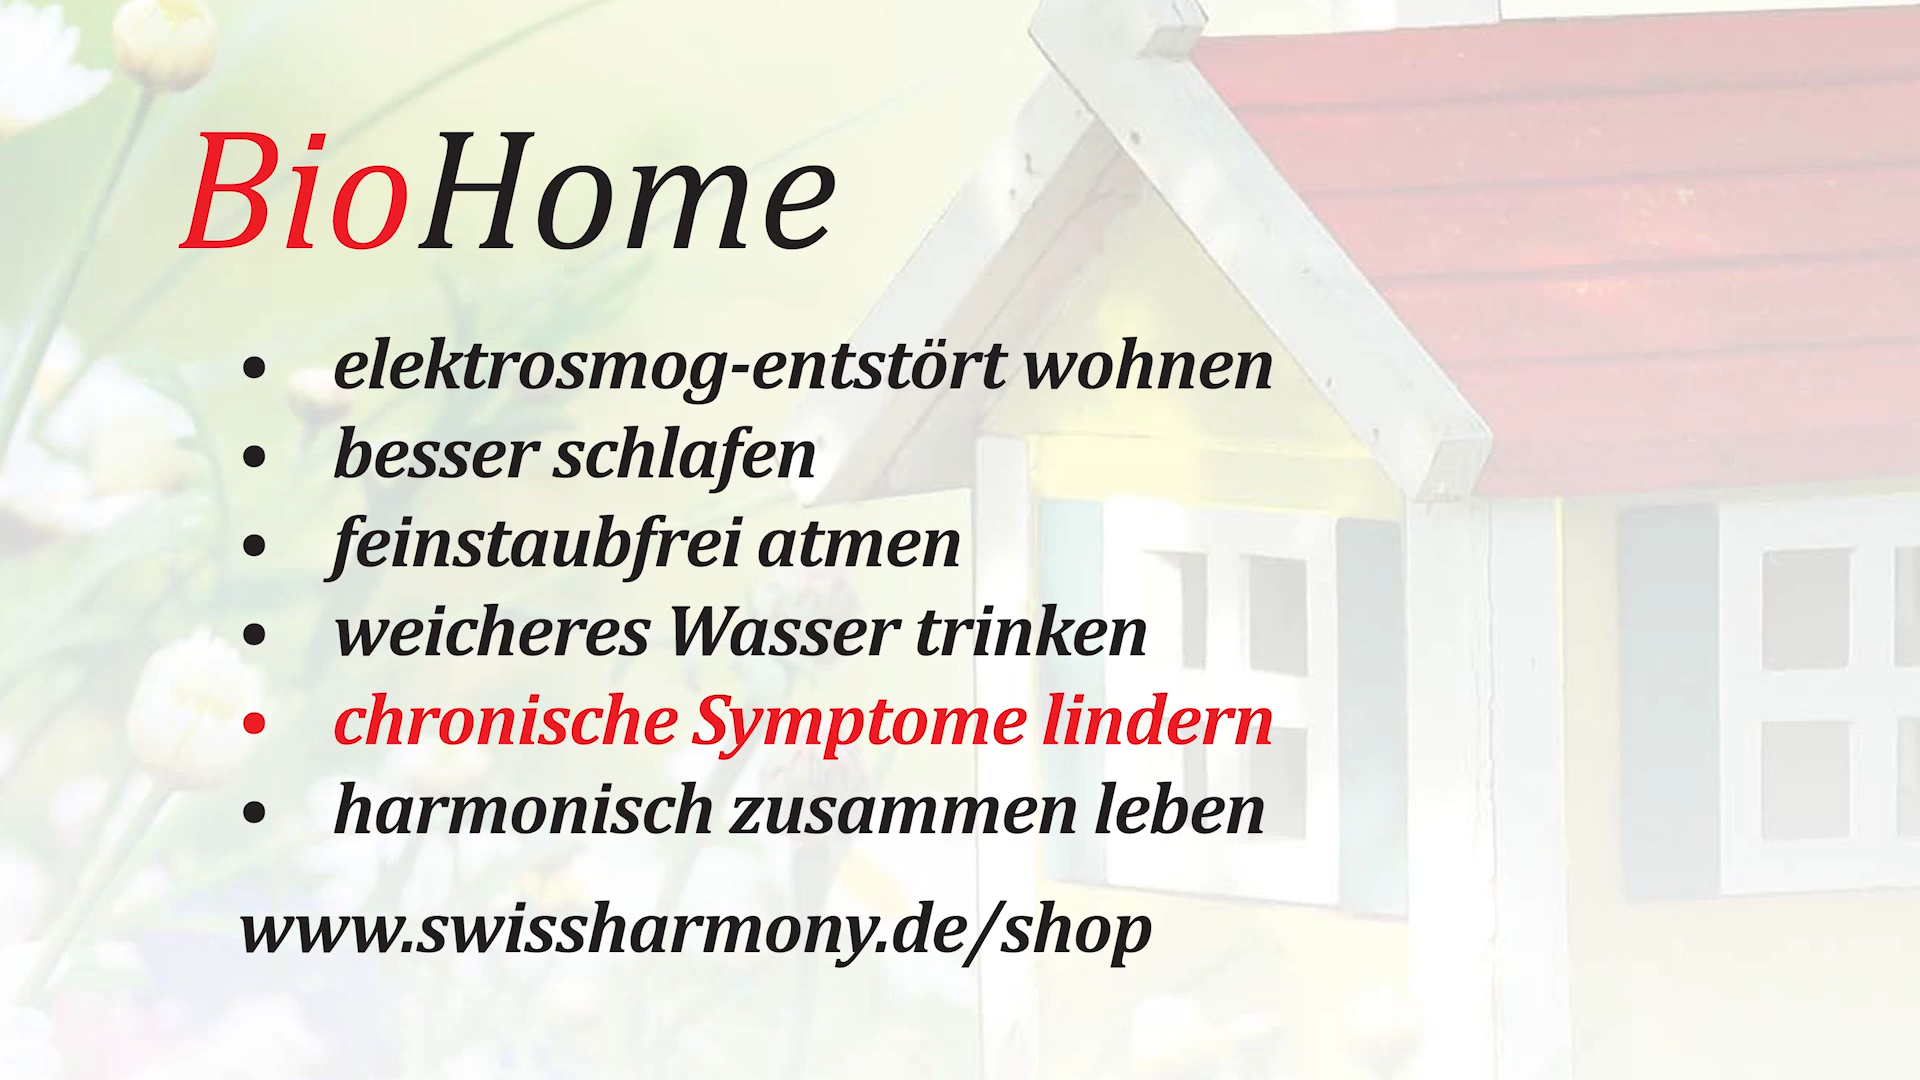 BioHome
• elektrosmog-entstört wohnen
• besser schlafen
• feinstaubfrei atmen
• weicheres Wasser trinken
• chronische Symptome lindern
• harmonisch zusammen leben
www.swissharmony.de/shop